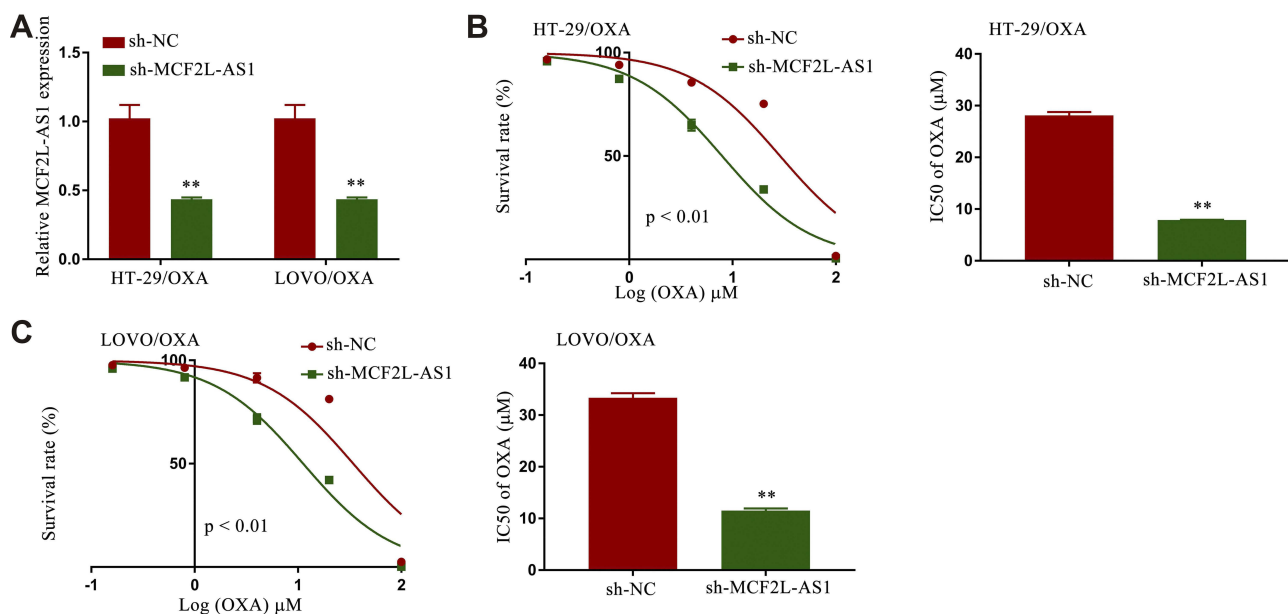 A
Relative MCF2L-AS1 expression
1.5
1.0
0.5
0.0
sh-NC
sh-MCF2L-AS1
**
**
HT-29/OXA
LOVO/OXA
B
HT-29/OXA
sh-NC
sh-MCF2L-AS1
Survival rate (%)
100
50
p < 0.01
-1
0
1
2
Log (OXA) μM
HT-29/OXA
IC50 of OXA (μM)
40
30
20
10
0
**
sh-NC
sh-MCF2L-AS1
C
LOVO/OXA
sh-NC
sh-MCF2L-AS1
Survival rate (%)
100
50
p < 0.01
-1
0
1
2
Log (OXA) μM
LOVO/OXA
IC50 of OXA (μM)
40
30
20
10
0
**
sh-NC
sh-MCF2L-AS1